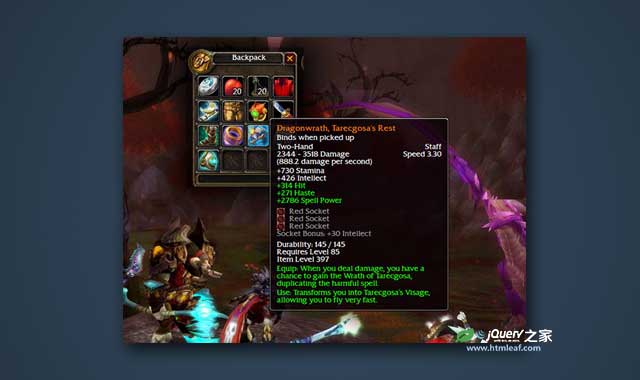 Backpack
20
20
Dragonwrath, Tarecgosa's Rest
Binds when picked up
Two-Hand Staff
2344 - 3518 Damage Speed 3.30
(888.2 damage per second)
+730 Stamina
+426 Intellect
+314 Hit
+271 Haste
+2786 Spell Power
Red Socket
Red Socket
Red Socket
Socket Bonus: +30 Intellect
Durability: 145 / 145
Requires Level 85
Item Level 397
Equip: When you deal damage, you have
a chance to gain the Wrath of Tarecgosa,
duplicating the harmful spell.
Use: Transforms you into Tarecgosa's Visage,
allowing you to fly very fast.
jQuery之家
www.htmleaf.com